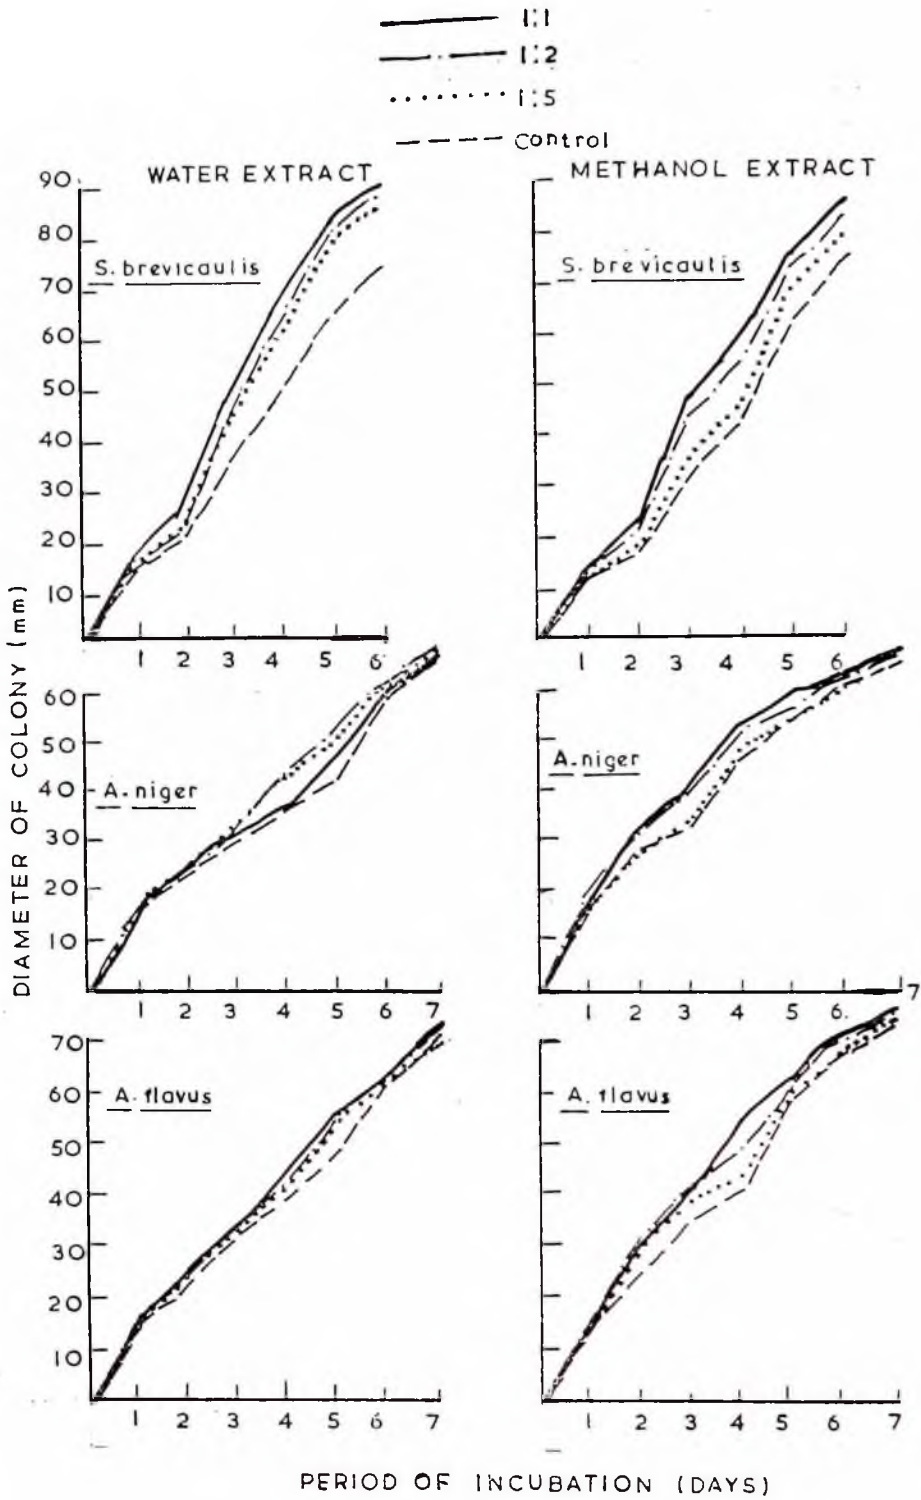 1:1
1:2
1:5
Control
WATER EXTRACT
METHANOL EXTRACT
DIAMETER OF COLONY (mm)
90
80
70
60
50
40
30
20
10
S. brevicaulis
1 2 3 4 5 6
S. brevicaulis
1 2 3 4 5 6
60
50
40
30
20
10
A. niger
1 2 3 4 5 6 7
A. niger
1 2 3 4 5 6. 7
70
60
50
40
30
20
10
A. flavus
1 2 3 4 5 6 7
A. flavus
1 2 3 4 5 6 7
PERIOD OF INCUBATION (DAYS)